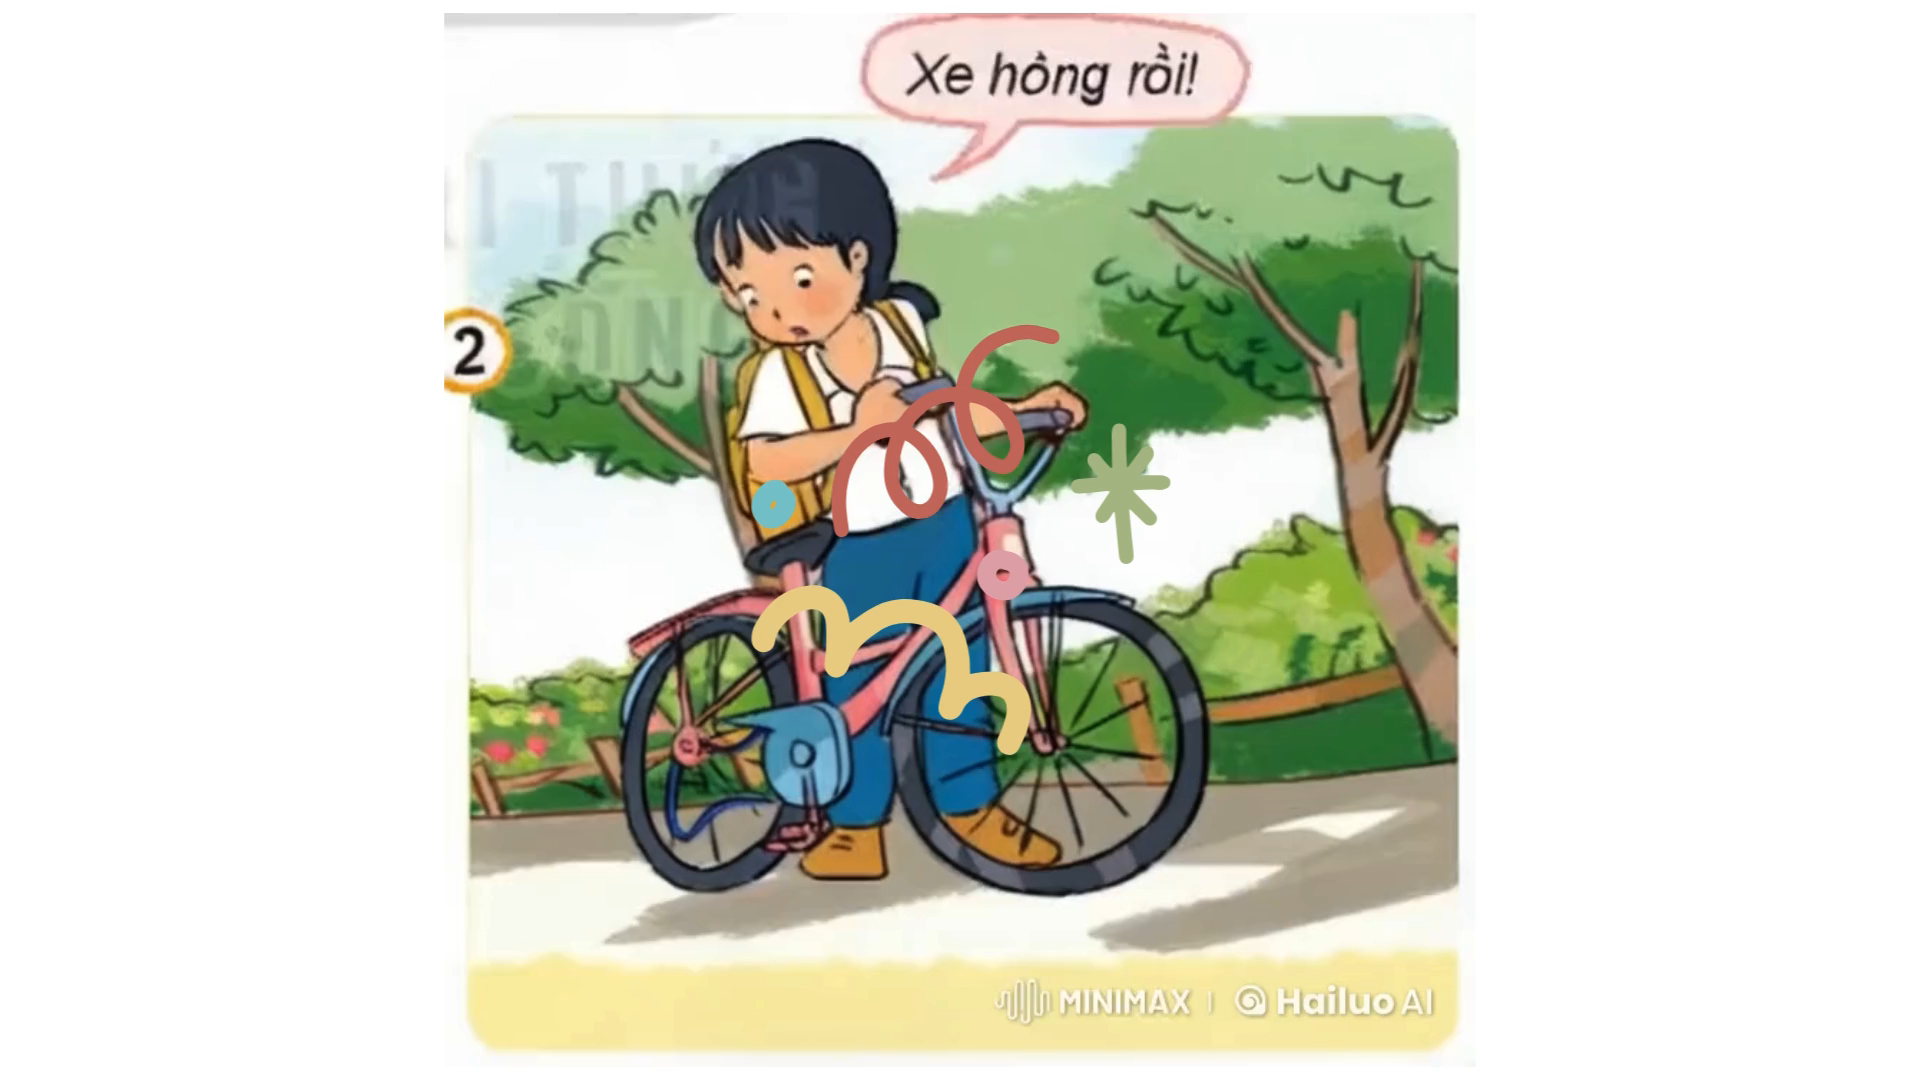 Xe hỏng rồi!
2
MINIMAX | Hailuo AI